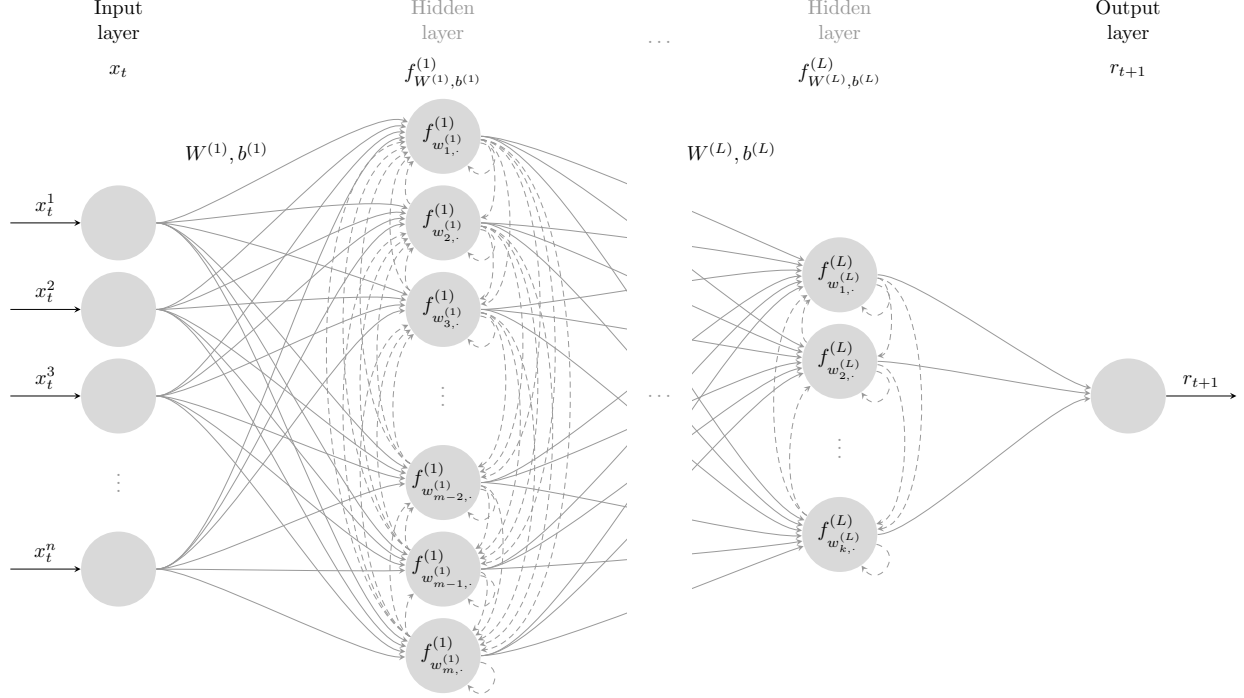 Input
layer
x_t
Hidden
layer
f^{(1)}_{W^{(1)},b^{(1)}}
...
Hidden
layer
f^{(L)}_{W^{(L)},b^{(L)}}
Output
layer
r_{t+1}
W^{(1)}, b^{(1)}
W^{(L)}, b^{(L)}
x_t^1
x_t^2
x_t^3
⋮
x_t^n
f^{(1)}_{w^{(1)}_{1,·}}
f^{(1)}_{w^{(1)}_{2,·}}
f^{(1)}_{w^{(1)}_{3,·}}
⋮
f^{(1)}_{w^{(1)}_{m-2,·}}
f^{(1)}_{w^{(1)}_{m-1,·}}
f^{(1)}_{w^{(1)}_{m,·}}
...
f^{(L)}_{w^{(L)}_{1,·}}
f^{(L)}_{w^{(L)}_{2,·}}
⋮
f^{(L)}_{w^{(L)}_{k,·}}
r_{t+1}